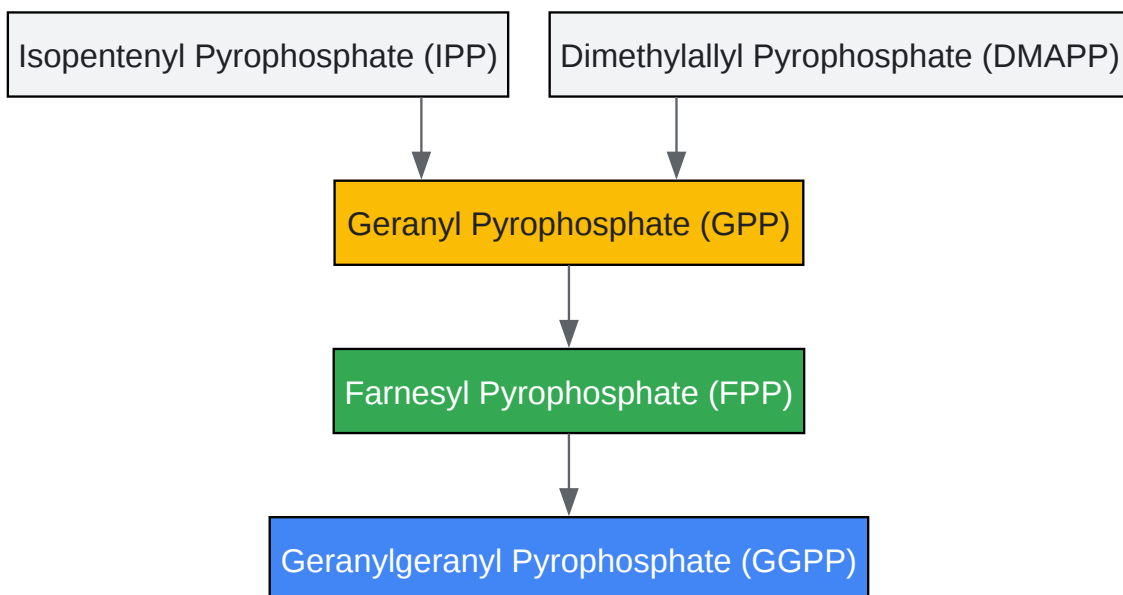 Isopentenyl Pyrophosphate (IPP)
Dimethylallyl Pyrophosphate (DMAPP)
Geranyl Pyrophosphate (GPP)
Farnesyl Pyrophosphate (FPP)
Geranylgeranyl Pyrophosphate (GGPP)